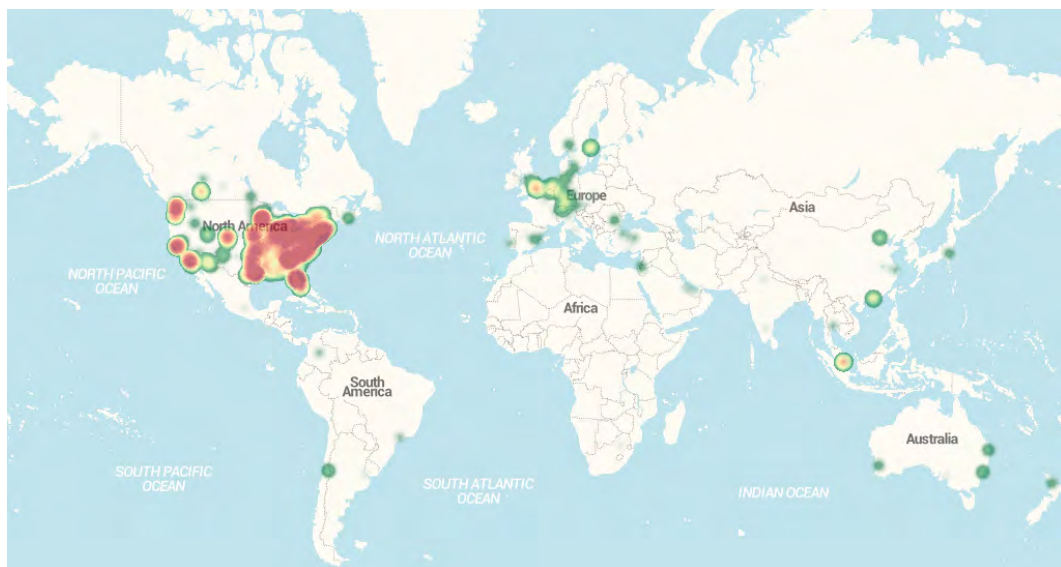 Europe
Asia
North America
NORTH ATLANTIC
OCEAN
NORTH PACIFIC
OCEAN
Africa
South
America
Australia
SOUTH PACIFIC
OCEAN
SOUTH ATLANTIC
OCEAN
INDIAN OCEAN